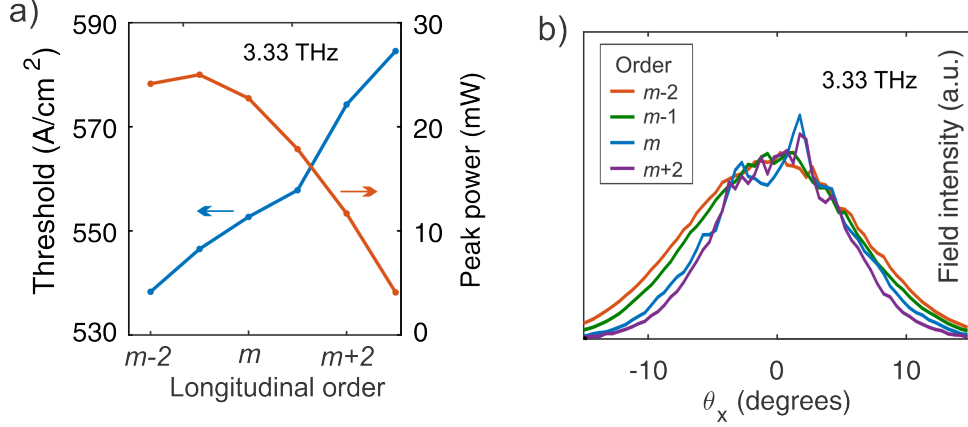 a)
590
570
550
530
Threshold (A/cm²)
3.33 THz
30
20
10
0
Peak power (mW)
m-2
m
m+2
Longitudinal order
b)
Order
m-2
m-1
m
m+2
3.33 THz
Field intensity (a.u.)
-10
0
10
θx (degrees)